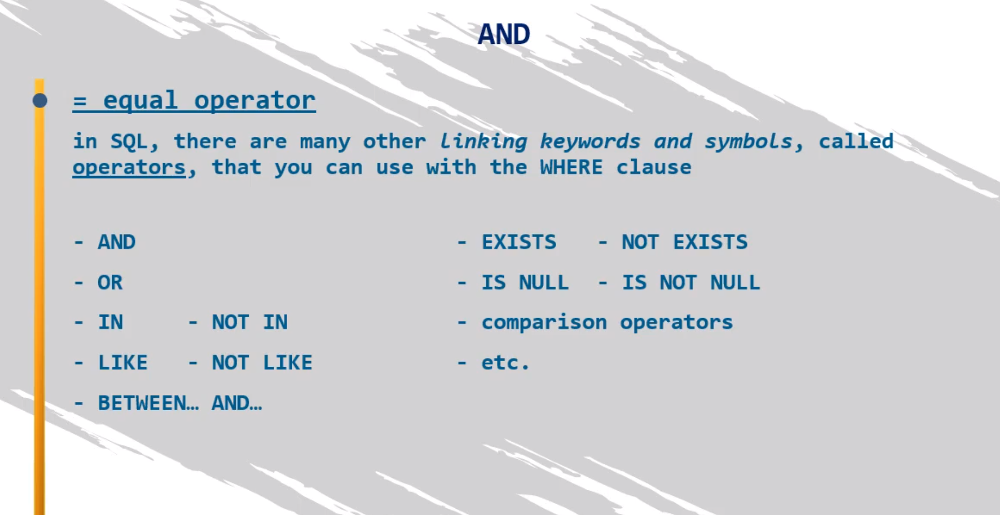 AND
= equal operator
in SQL, there are many other linking keywords and symbols, called
operators, that you can use with the WHERE clause
- AND
- OR
- IN - NOT IN
- LIKE - NOT LIKE
- BETWEEN… AND…
- EXISTS - NOT EXISTS
- IS NULL - IS NOT NULL
- comparison operators
- etc.